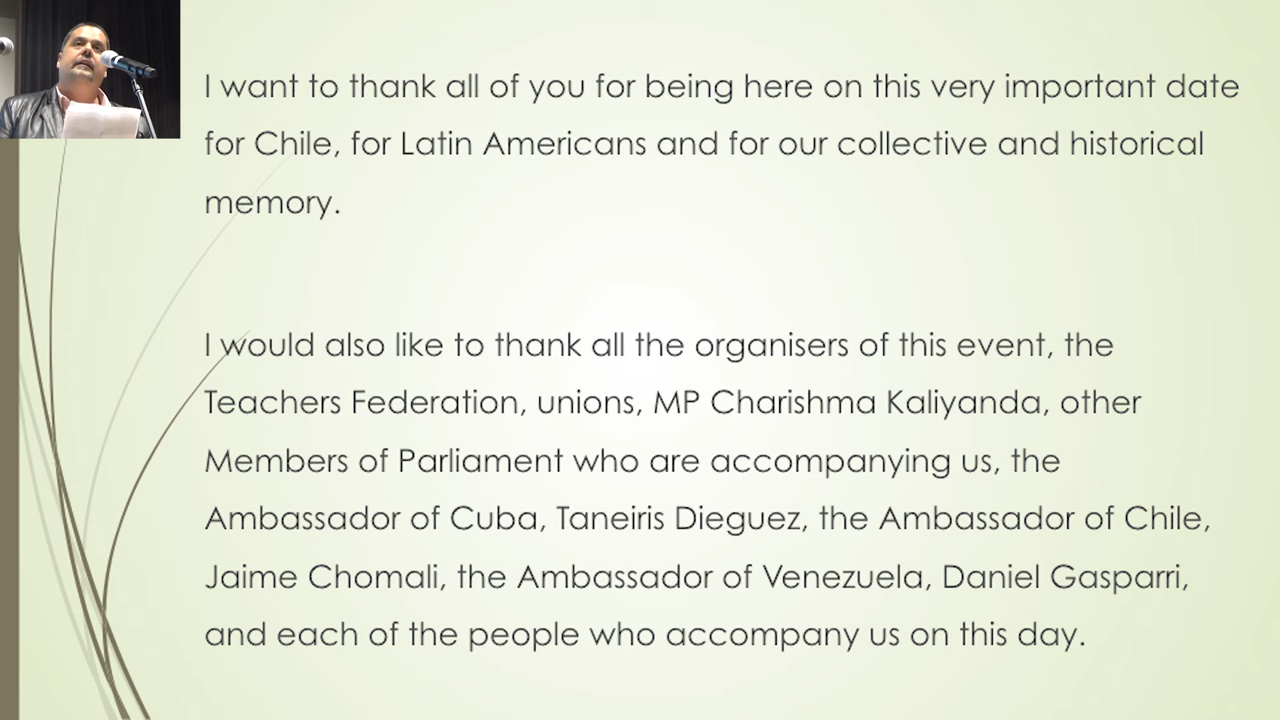 I want to thank all of you for being here on this very important date
for Chile, for Latin Americans and for our collective and historical
memory.
I would also like to thank all the organisers of this event, the
Teachers Federation, unions, MP Charishma Kaliyanda, other
Members of Parliament who are accompanying us, the
Ambassador of Cuba, Taneiris Dieguez, the Ambassador of Chile,
Jaime Chomali, the Ambassador of Venezuela, Daniel Gasparri,
and each of the people who accompany us on this day.